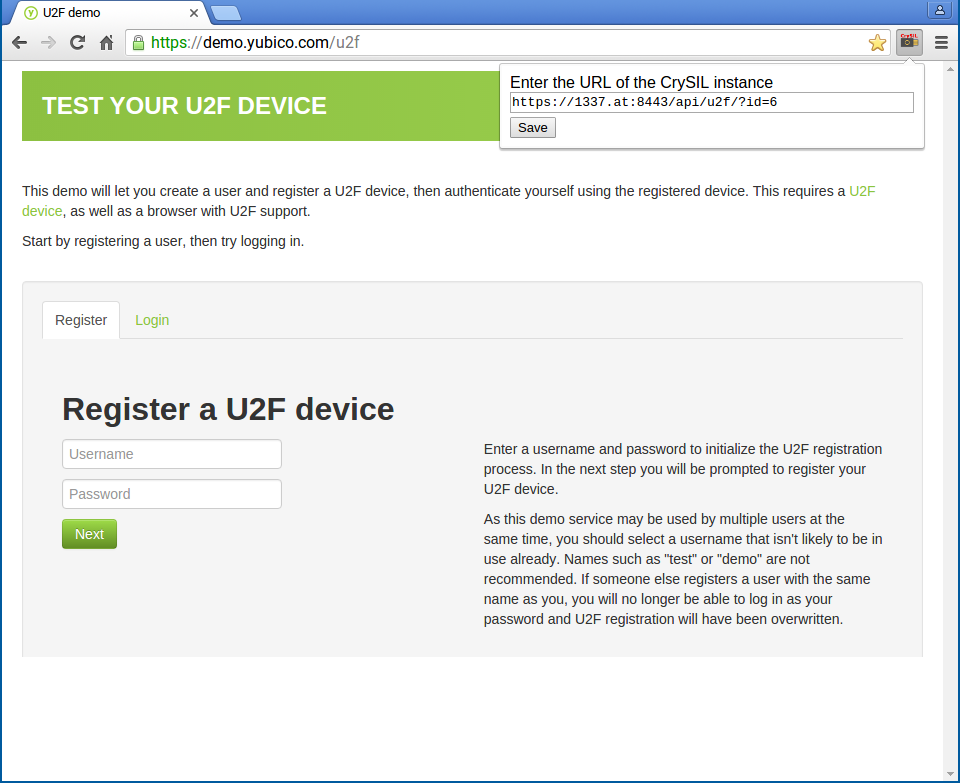 U2F demo
https://demo.yubico.com/u2f
CrySIL
Enter the URL of the CrySIL instance
https://1337.at:8443/api/u2f/?id=6
Save
TEST YOUR U2F DEVICE
This demo will let you create a user and register a U2F device, then authenticate yourself using the registered device. This requires a U2F
device, as well as a browser with U2F support.
Start by registering a user, then try logging in.
Register
Login
Register a U2F device
Username
Password
Next
Enter a username and password to initialize the U2F registration
process. In the next step you will be prompted to register your
U2F device.
As this demo service may be used by multiple users at the
same time, you should select a username that isn't likely to be in
use already. Names such as "test" or "demo" are not
recommended. If someone else registers a user with the same
name as you, you will no longer be able to log in as your
password and U2F registration will have been overwritten.